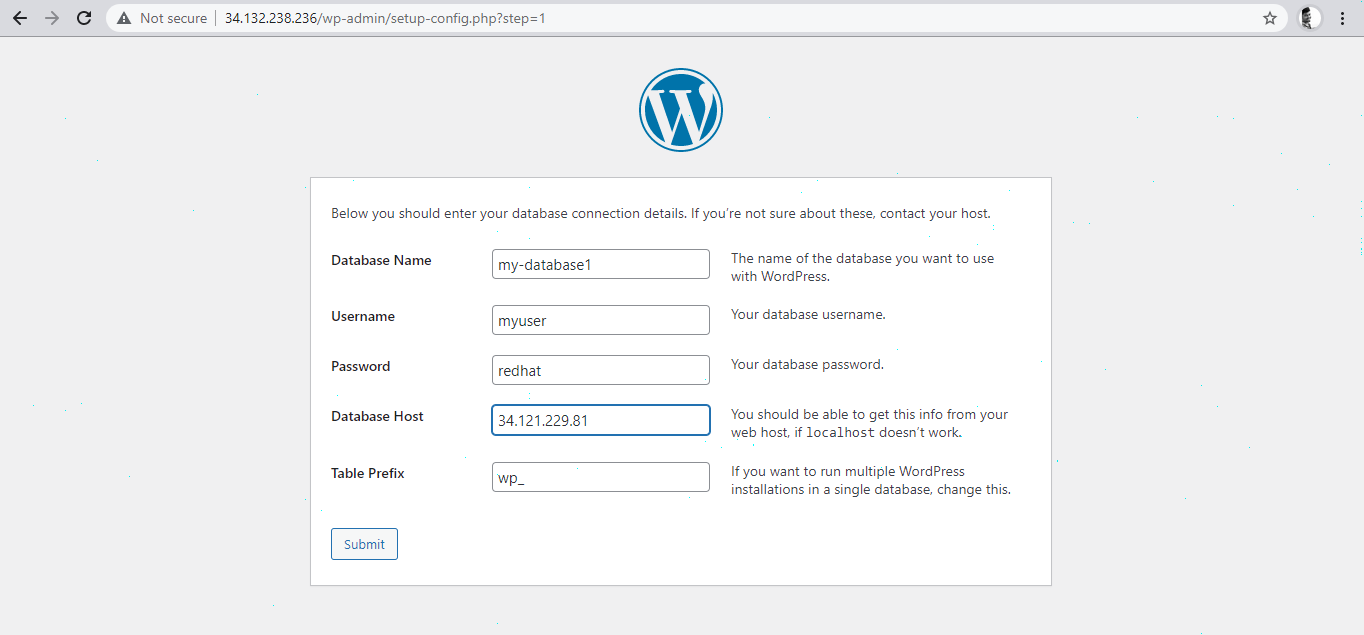 Not secure | 34.132.238.236/wp-admin/setup-config.php?step=1
Below you should enter your database connection details. If you’re not sure about these, contact your host.
Database Name
my-database1
The name of the database you want to use
with WordPress.
Username
myuser
Your database username.
Password
redhat
Your database password.
Database Host
34.121.229.81
You should be able to get this info from your
web host, if localhost doesn’t work.
Table Prefix
wp_
If you want to run multiple WordPress
installations in a single database, change this.
Submit